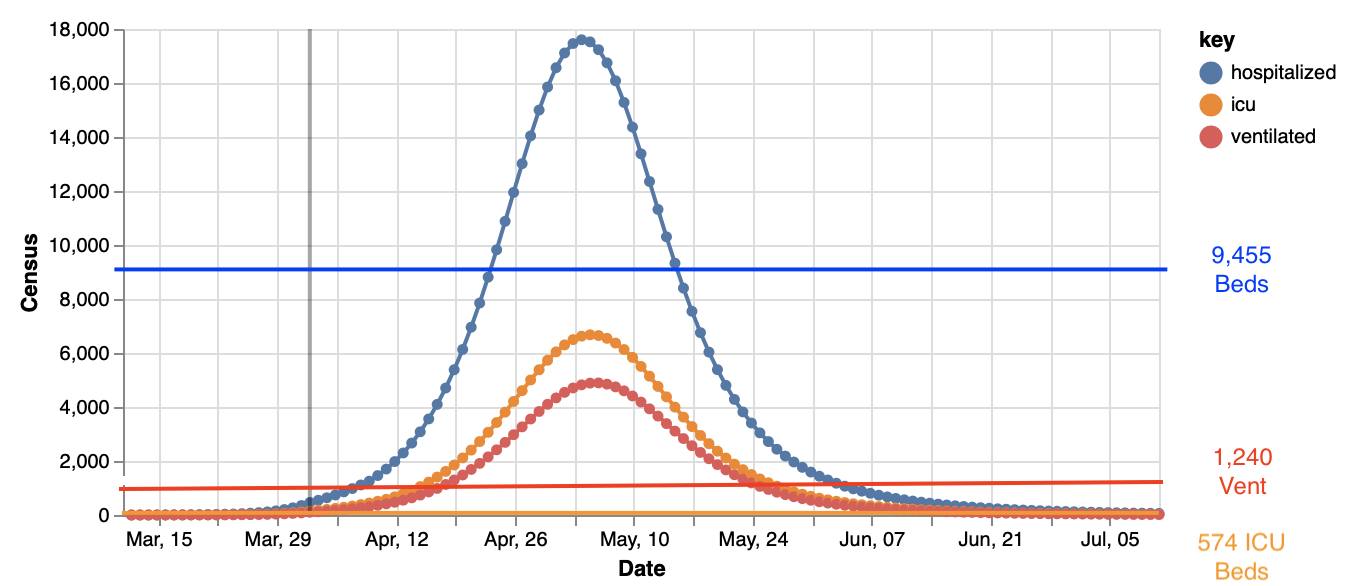 18,000
16,000
14,000
12,000
10,000
8,000
6,000
4,000
2,000
0
Census
Mar, 15
Mar, 29
Apr, 12
Apr, 26
May, 10
May, 24
Jun, 07
Jun, 21
Jul, 05
Date
key
hospitalized
icu
ventilated
9,455
Beds
1,240
Vent
574 ICU
Beds